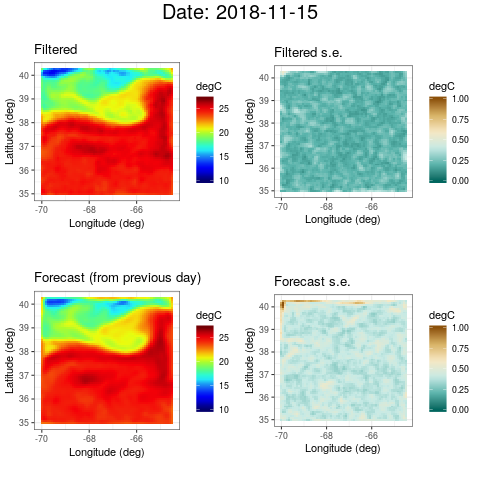 Date: 2018-11-15
Filtered
Filtered s.e.
degC
degC
40
39
38
37
36
35
25
20
15
10
40
39
38
37
36
35
1.00
0.75
0.50
0.25
0.00
-70 -68 -66
-70 -68 -66
Latitude (deg)
Longitude (deg)
Latitude (deg)
Longitude (deg)
Forecast (from previous day)
Forecast s.e.
degC
degC
40
39
38
37
36
35
25
20
15
10
40
39
38
37
36
35
1.00
0.75
0.50
0.25
0.00
-70 -68 -66
-70 -68 -66
Latitude (deg)
Longitude (deg)
Latitude (deg)
Longitude (deg)